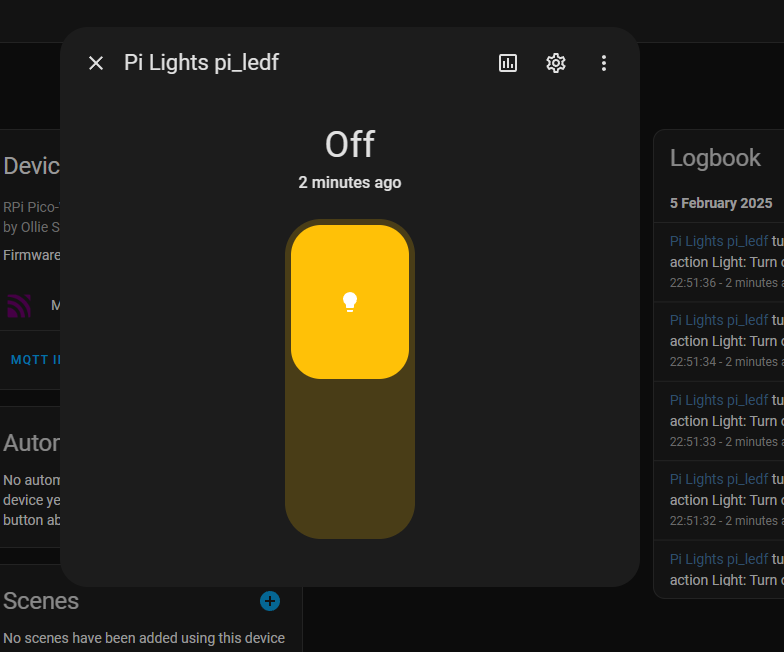 Pi Lights pi_ledf
Off
2 minutes ago
Devic
RPi Pico-
by Ollie S
Firmware
M
MQTT I
Autor
No autom
device ye
button ab
Scenes
No scenes have been added using this device
Logbook
5 February 2025
Pi Lights pi_ledf tu
action Light: Turn
22:51:36 - 2 minutes a
Pi Lights pi_ledf tu
action Light: Turn
22:51:34 - 2 minutes a
Pi Lights pi_ledf tu
action Light: Turn
22:51:33 - 2 minutes a
Pi Lights pi_ledf tu
action Light: Turn
22:51:32 - 2 minutes a
Pi Lights pi_ledf tu
action Light: Turn